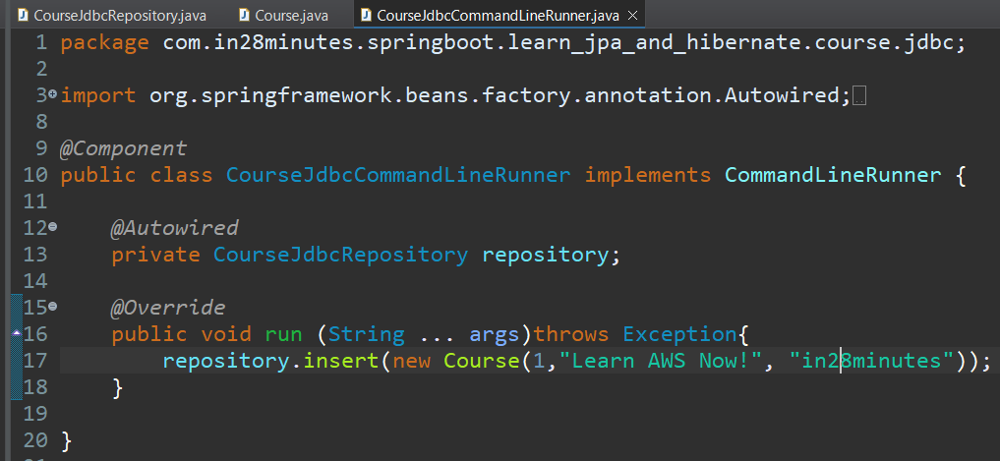 CourseJdbcRepository.java Course.java CourseJdbcCommandLineRunner.java
1 package com.in28minutes.springboot.learn_jpa_and_hibernate.course.jdbc;
2
3 import org.springframework.beans.factory.annotation.Autowired;
8
9 @Component
10 public class CourseJdbcCommandLineRunner implements CommandLineRunner {
11
12 @Autowired
13 private CourseJdbcRepository repository;
14
15 @Override
16 public void run (String ... args)throws Exception{
17 repository.insert(new Course(1,"Learn AWS Now!", "in28minutes"));
18 }
19
20 }